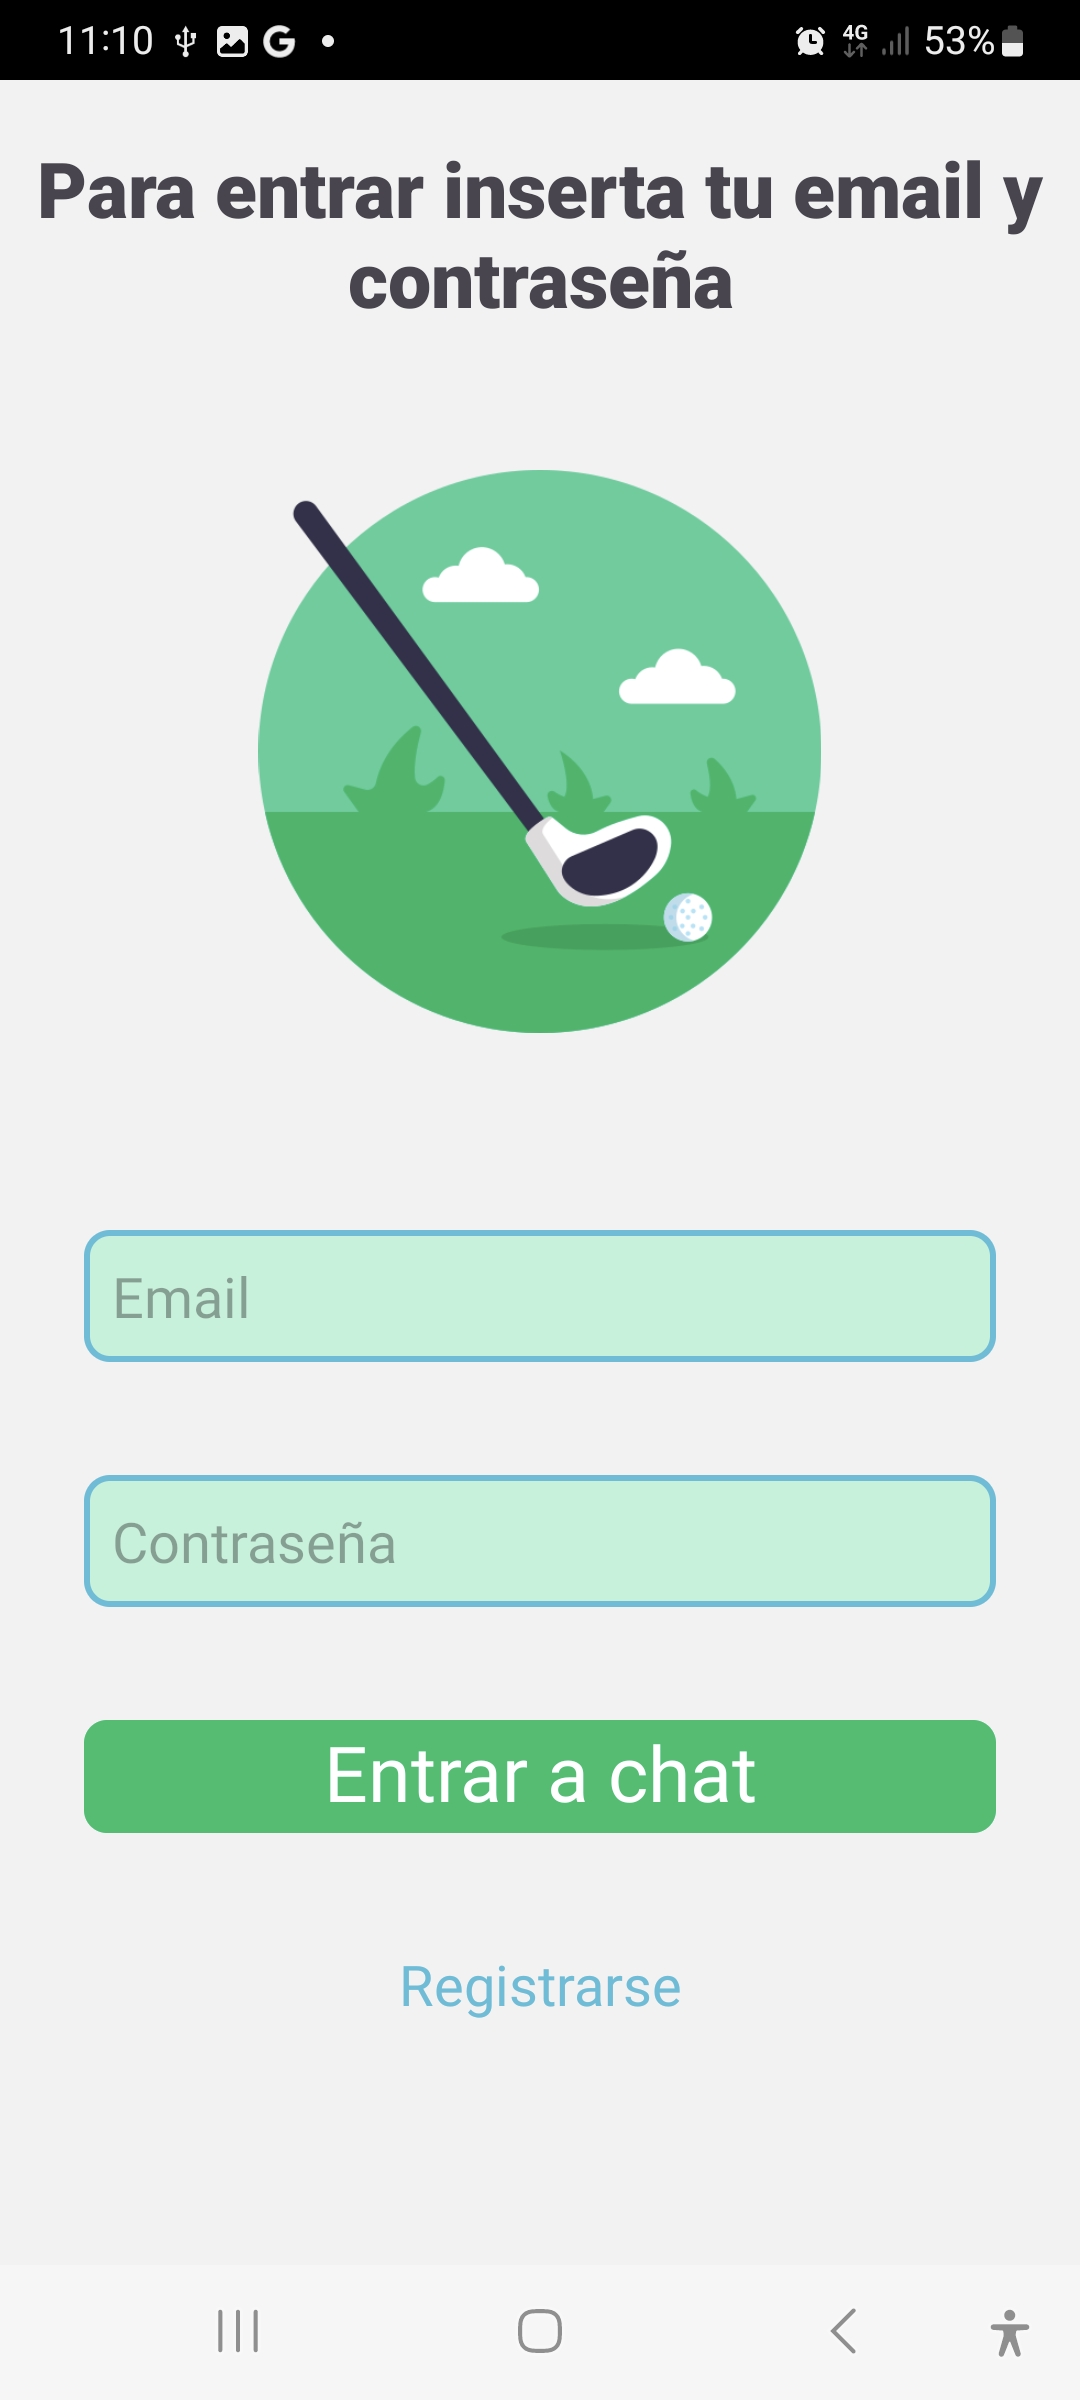 11:10
4G
53%
Para entrar inserta tu email y
contraseña
Email
Contraseña
Entrar a chat
Registrarse